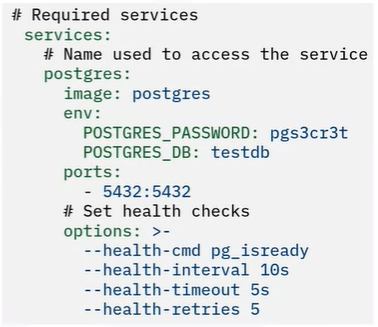 # Required services
services:
# Name used to access the service
postgres:
image: postgres
env:
POSTGRES_PASSWORD: pgs3cr3t
POSTGRES_DB: testdb
ports:
- 5432:5432
# Set health checks
options: >-
--health-cmd pg_isready
--health-interval 10s
--health-timeout 5s
--health-retries 5